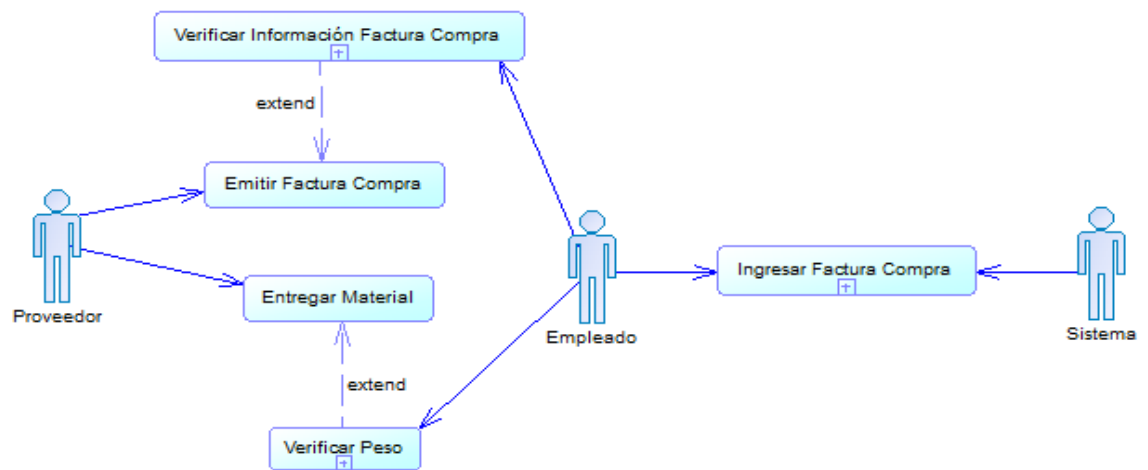 Verificar Información Factura Compra
extend
Emitir Factura Compra
Proveedor
Entregar Material
extend
Verificar Peso
Empleado
Ingresar Factura Compra
Sistema